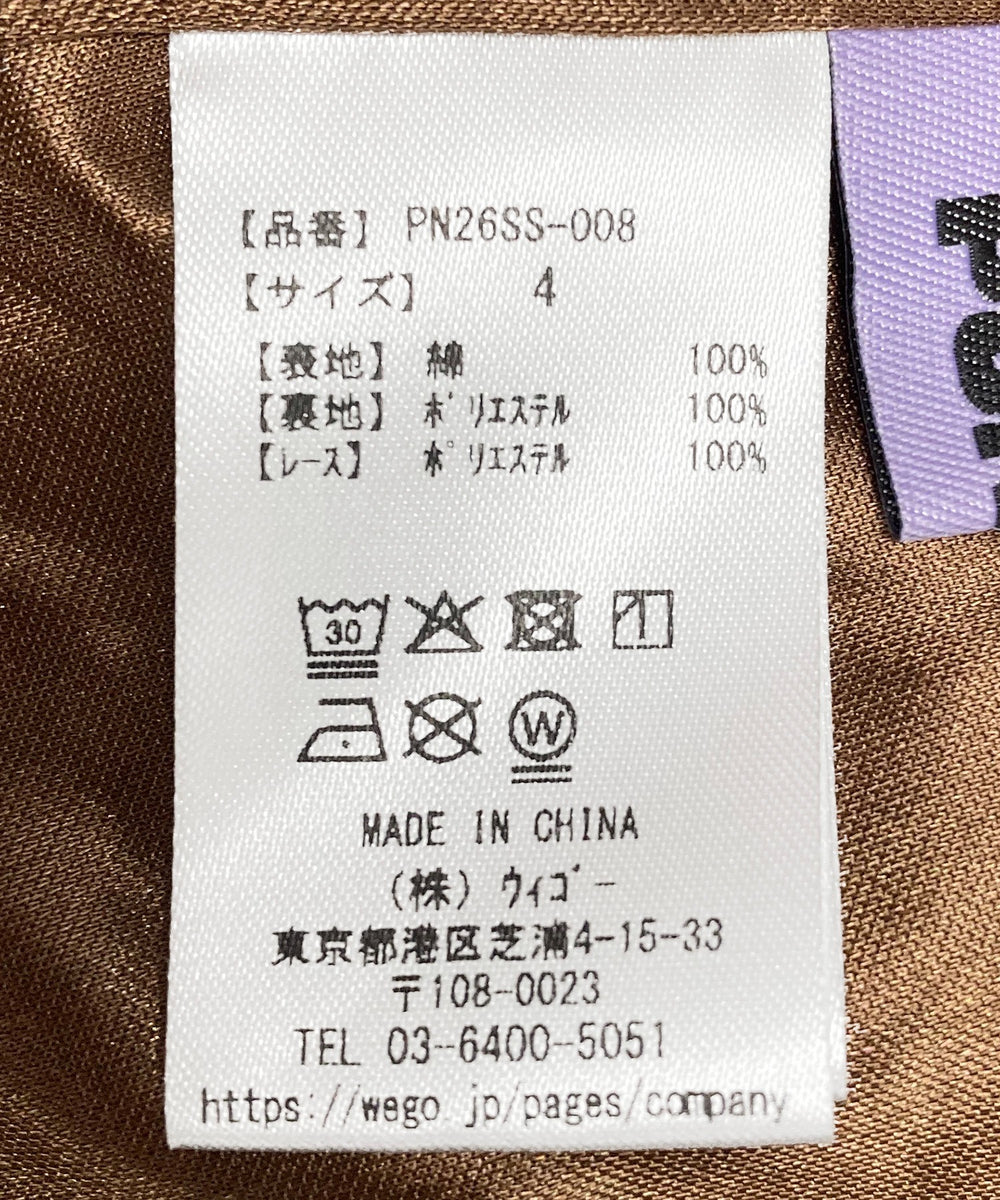 【品番】 PN26SS-008
【サイズ】 4
【表地】 綿 100%
【裏地】 ポリエステル 100%
【レース】 ポリエステル 100%
30
W
MADE IN CHINA
(株) ウィゴー
東京都港区芝浦4-15-33
〒108-0023
TEL 03-6400-5051
https://wego.jp/pages/company